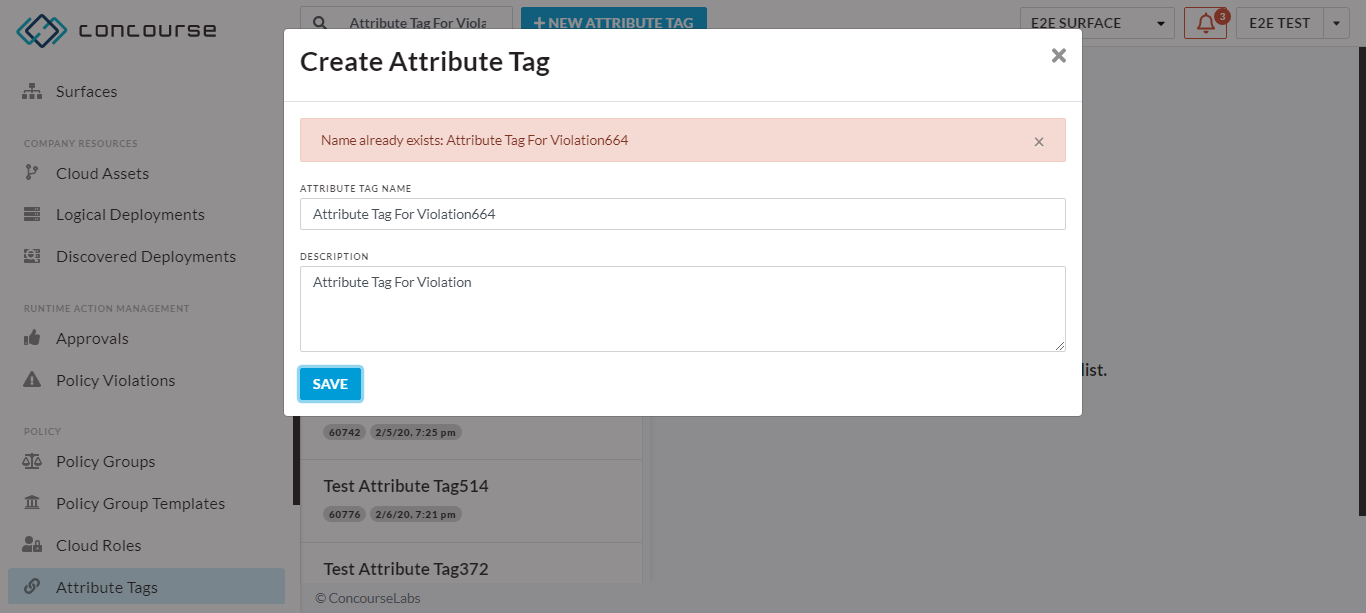 concourse
Attribute Tag For Viola
+ NEW ATTRIBUTE TAG
E2E SURFACE
3
E2E TEST
Surfaces
COMPANY RESOURCES
Cloud Assets
Logical Deployments
Discovered Deployments
RUNTIME ACTION MANAGEMENT
Approvals
Policy Violations
POLICY
Policy Groups
Policy Group Templates
Cloud Roles
Attribute Tags
Create Attribute Tag
×
Name already exists: Attribute Tag For Violation664
×
ATTRIBUTE TAG NAME
Attribute Tag For Violation664
DESCRIPTION
Attribute Tag For Violation
SAVE
list.
60742 2/5/20, 7:25 pm
Test Attribute Tag514
60776 2/6/20, 7:21 pm
Test Attribute Tag372
© ConcourseLabs